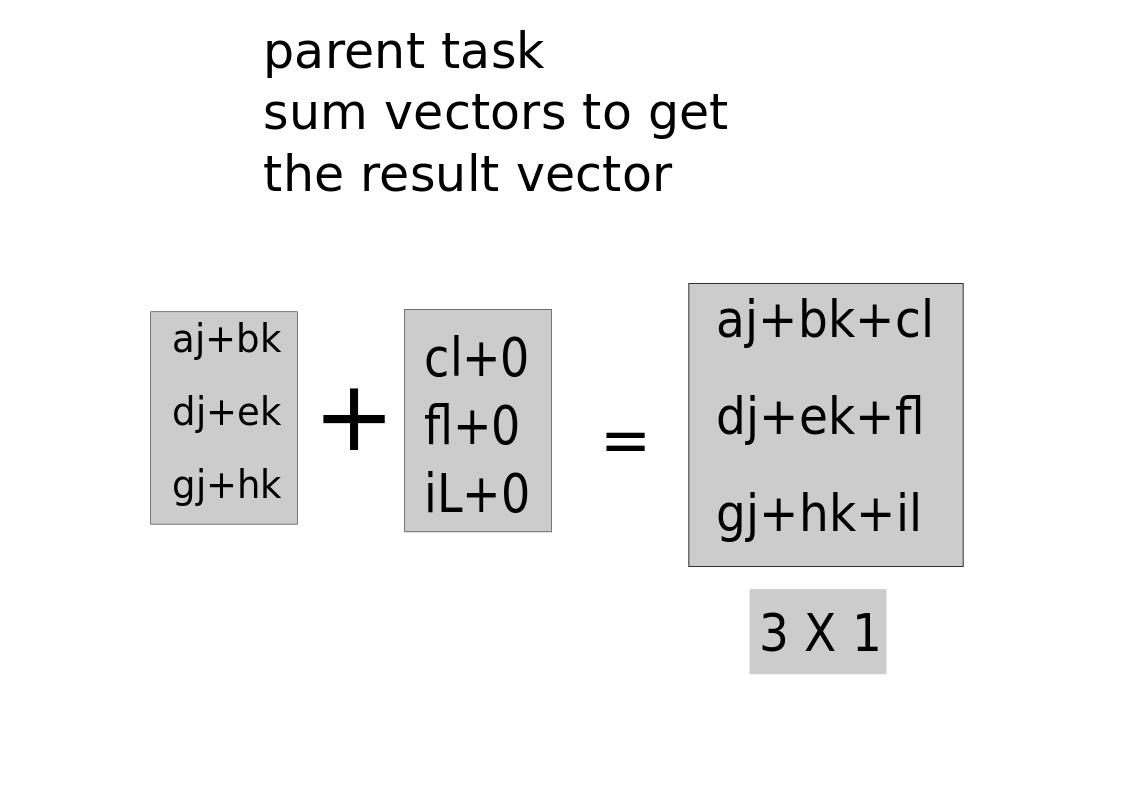 parent task
sum vectors to get
the result vector
aj+bk
dj+ek
gj+hk
+
cl+0
fl+0
iL+0
=
aj+bk+cl
dj+ek+fl
gj+hk+il
3 X 1